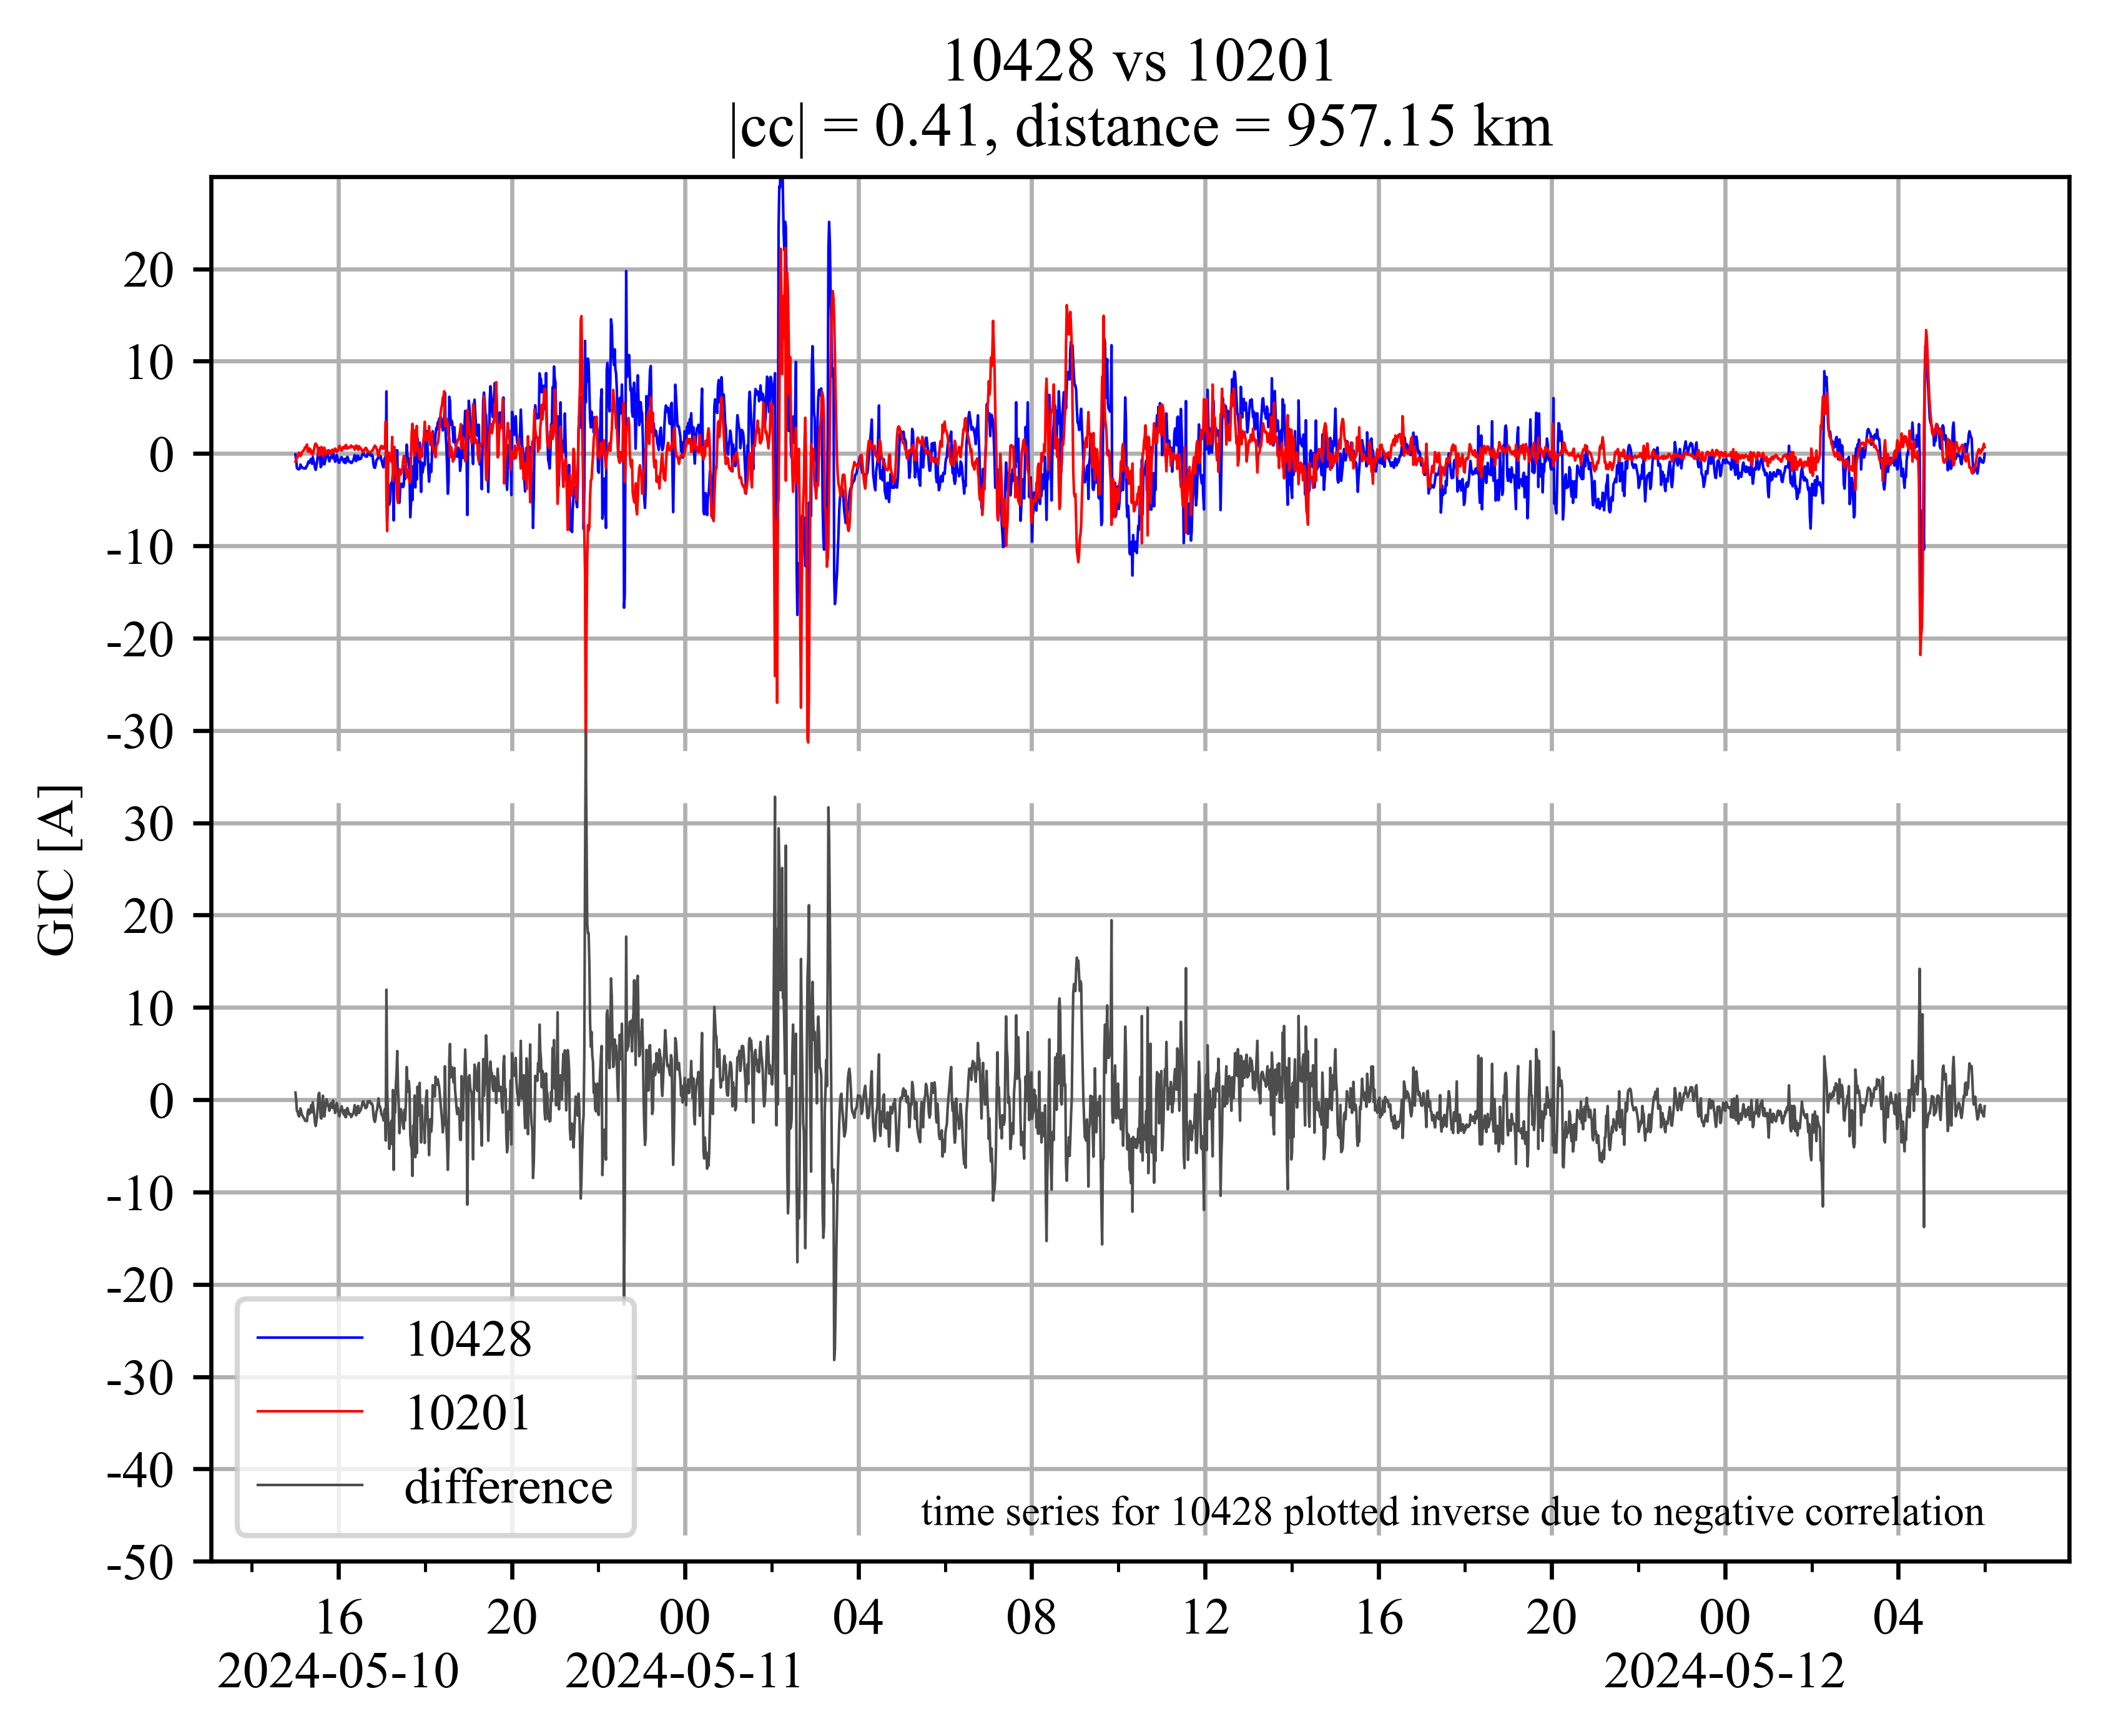 10428 vs 10201
|cc| = 0.41, distance = 957.15 km
GIC [A]
20
10
0
-10
-20
-30
30
20
10
0
-10
-20
-30
-40
-50
10428
10201
difference
time series for 10428 plotted inverse due to negative correlation
16 20 00 04 08 12 16 20 00 04
2024-05-10 2024-05-11 2024-05-12